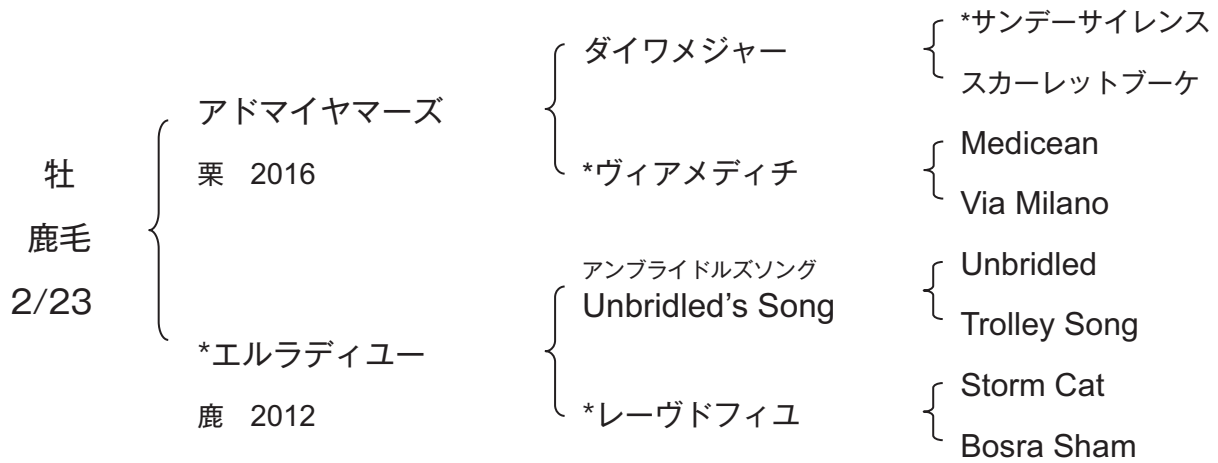 牡
鹿毛
2/23
アドマイヤマーズ
栗 2016
*エルラディユー
鹿 2012
ダイワメジャー
*ヴィアメディチ
アンブライドルズソング
Unbridled's Song
*レーヴドフィユ
*サンデーサイレンス
スカーレットブーケ
Medicean
Via Milano
Unbridled
Trolley Song
Storm Cat
Bosra Sham